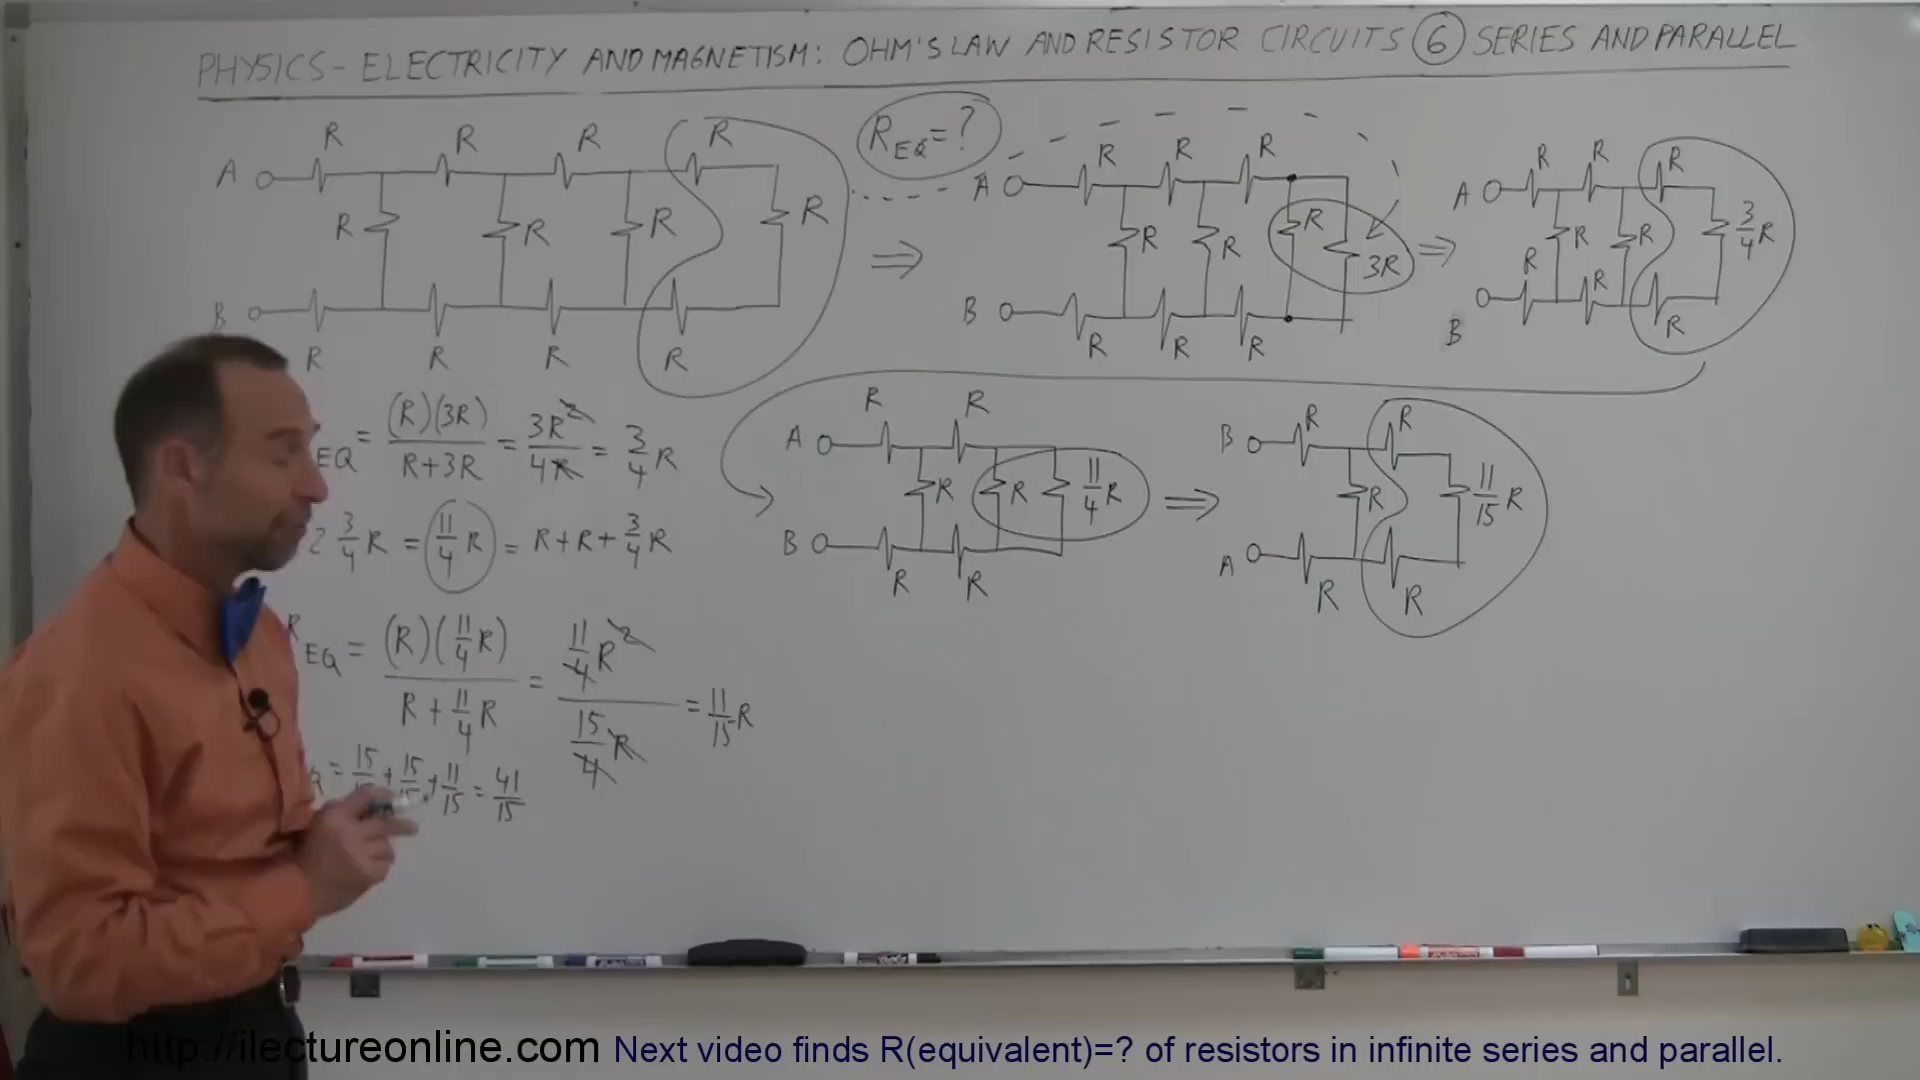 PHYSICS - ELECTRICITY AND MAGNETISM: OHM'S LAW AND RESISTOR CIRCUITS 6 SERIES AND PARALLEL
R R R R
A
R R R R
B
R R R R
R_EQ = ?
R R R
A
R R R 3R
B
R R R
⇒
R R R
A
R R 3/4 R
R R R
B
⇒
R R
A
R R 11/4 R
B
R R
⇒
R R
B
R 11/15 R
A
R R
EQ = (R)(3R) / R+3R = 3R² / 4R = 3/4 R
2 3/4 R = 11/4 R = R + R + 3/4 R
R_EQ = (R)(11/4 R) / R + 11/4 R = 11/4 R² / 15/4 R = 11/15 R
= 15/15 + 15/15 + 11/15 = 41/15
http://ilectureonline.com Next video finds R(equivalent)=? of resistors in infinite series and parallel.